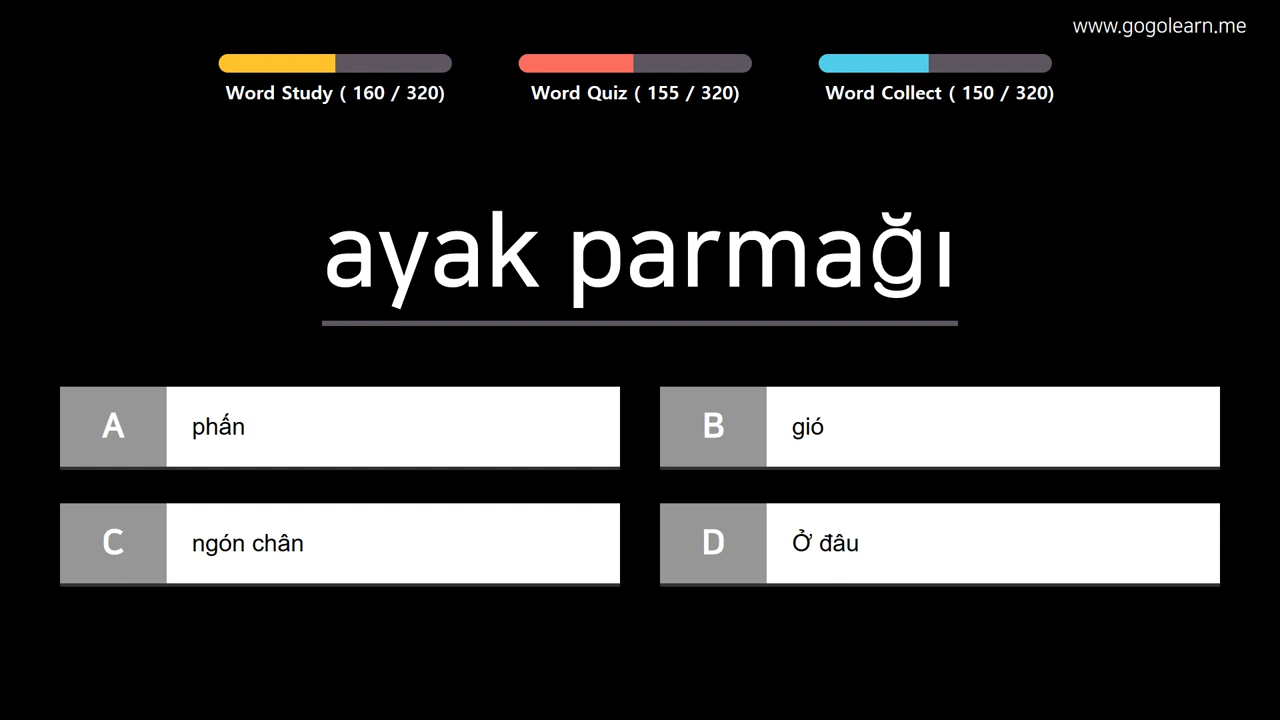 www.gogolearn.me
Word Study ( 160 / 320)
Word Quiz ( 155 / 320)
Word Collect ( 150 / 320)
ayak parmağı
A phấn
B gió
C ngón chân
D Ở đâu